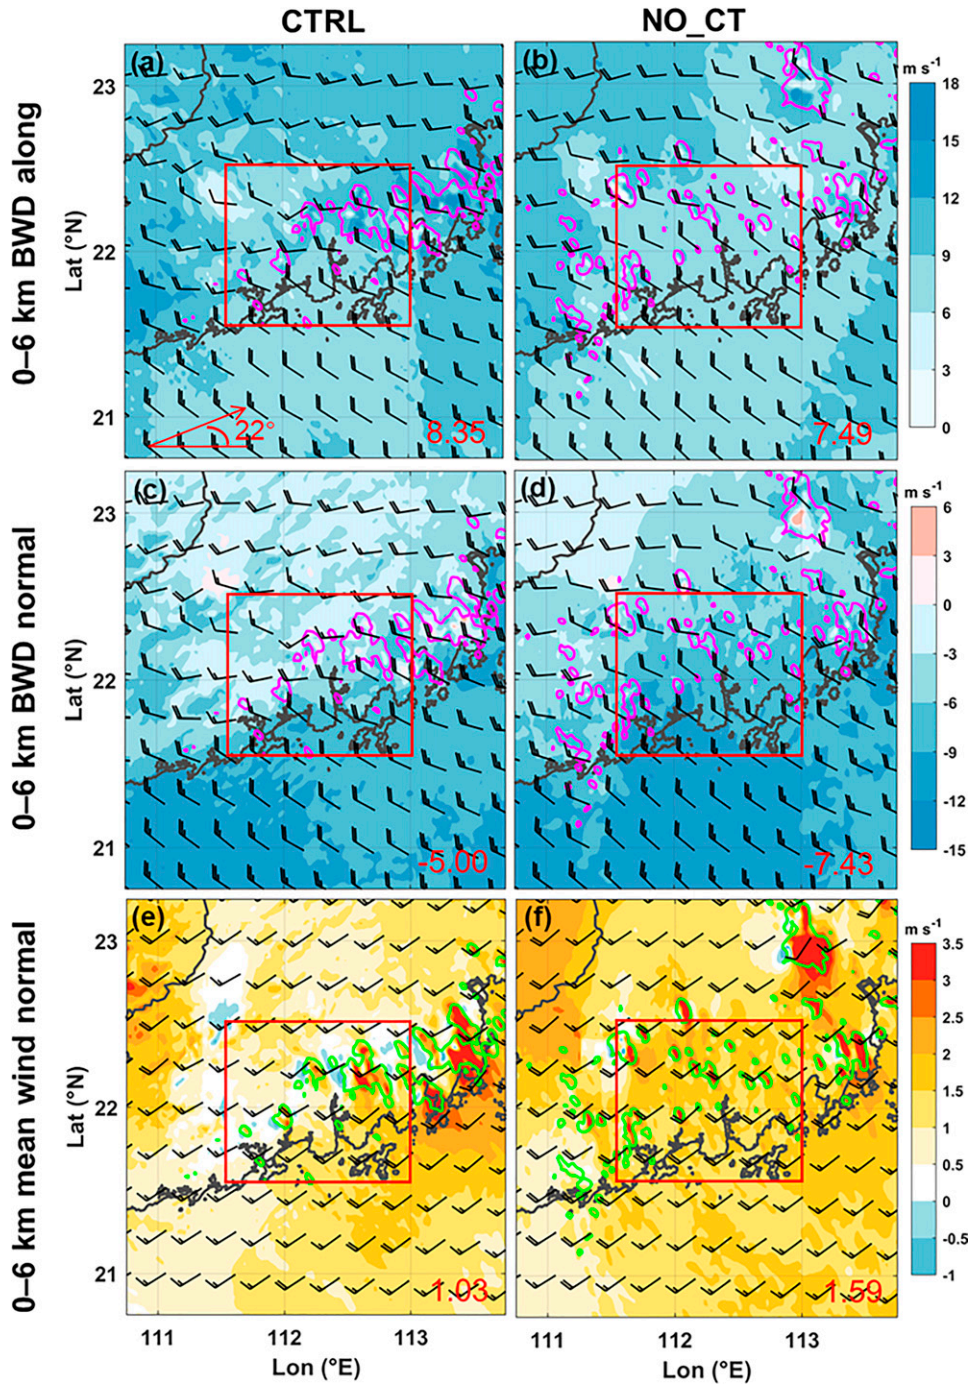 CTRL
NO_CT
0–6 km BWD along
0–6 km BWD normal
0–6 km mean wind normal
(a)
23
22
21
Lat (°N)
22°
8.35
(b)
7.49
m s⁻¹
18
15
12
9
6
3
0
(c)
23
22
21
Lat (°N)
-5.00
(d)
-7.43
m s⁻¹
6
3
0
-3
-6
-9
-12
-15
(e)
23
22
21
Lat (°N)
1.03
111
112
113
Lon (°E)
(f)
1.59
111
112
113
Lon (°E)
m s⁻¹
3.5
3
2.5
2
1.5
1
0.5
0
-0.5
-1